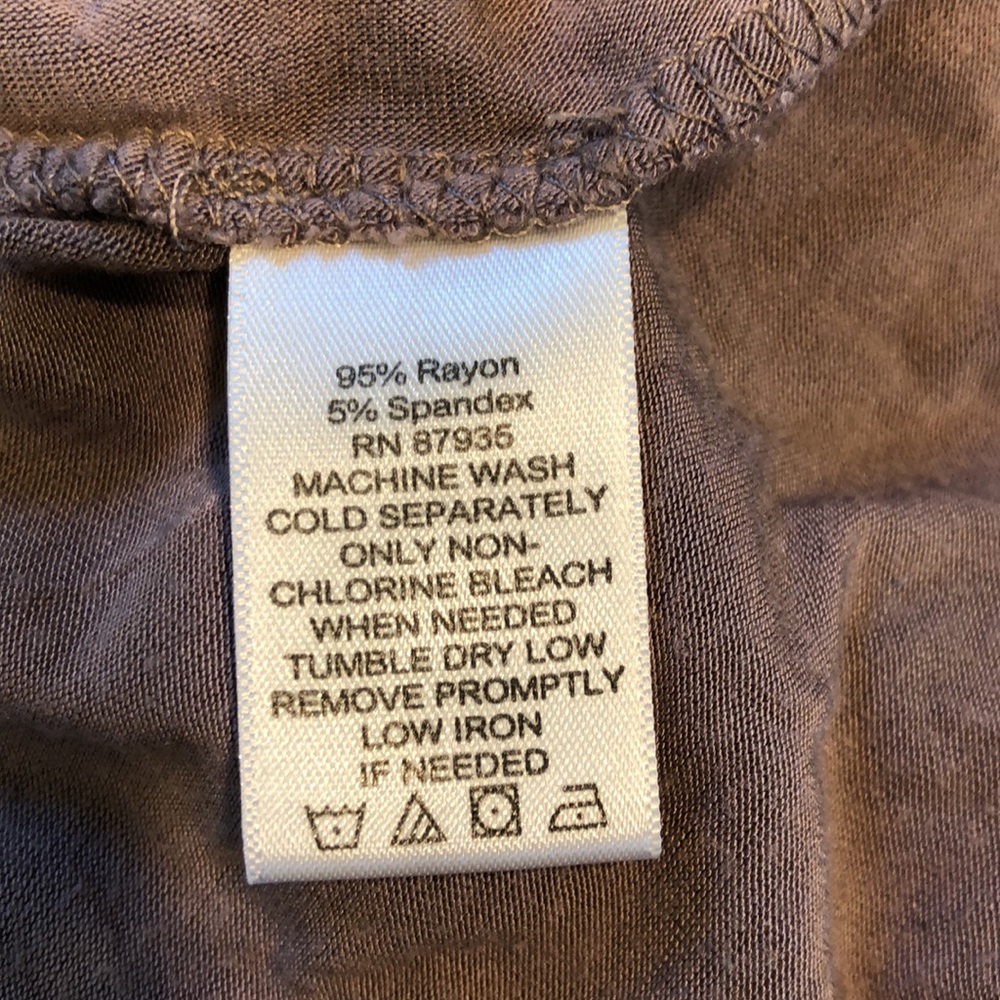 95% Rayon
5% Spandex
RN 87935
MACHINE WASH
COLD SEPARATELY
ONLY NON-
CHLORINE BLEACH
WHEN NEEDED
TUMBLE DRY LOW
REMOVE PROMPTLY
LOW IRON
IF NEEDED